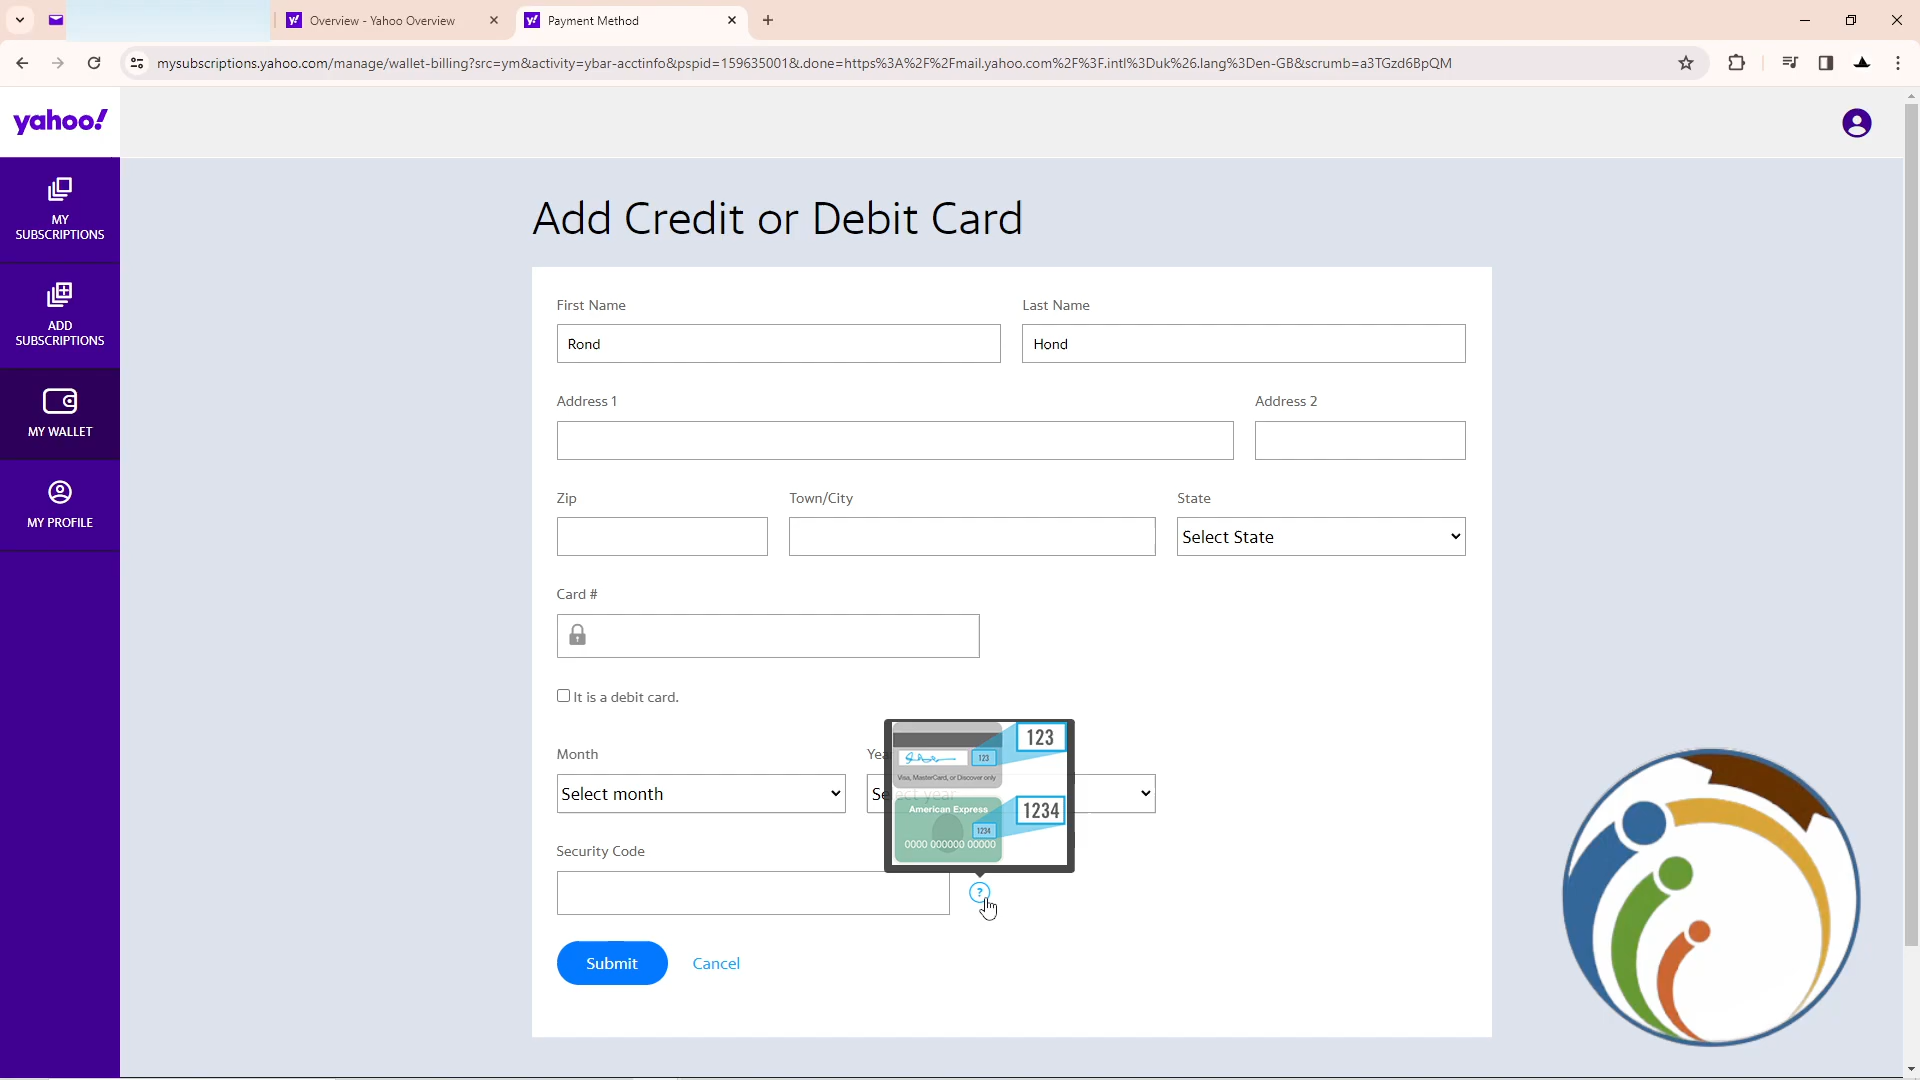 Overview - Yahoo Overview
Payment Method
mysubscriptions.yahoo.com/manage/wallet-billing?src=ym&activity=ybar-acctinfo&pspid=159635001&.done=https%3A%2F%2Fmail.yahoo.com%2F%3F.intl%3Duk%26.lang%3Den-GB&scrumb=a3TGzd6BpQM
yahoo!
MY
SUBSCRIPTIONS
ADD
SUBSCRIPTIONS
MY WALLET
MY PROFILE
Add Credit or Debit Card
First Name
Last Name
Rond
Hond
Address 1
Address 2
Zip
Town/City
State
Select State
Card #
It is a debit card.
Month
Select month
Select year
123
123
Visa, MasterCard, or Discover only
American Express
1234
1234
0000 000000 00000
Security Code
?
Submit
Cancel